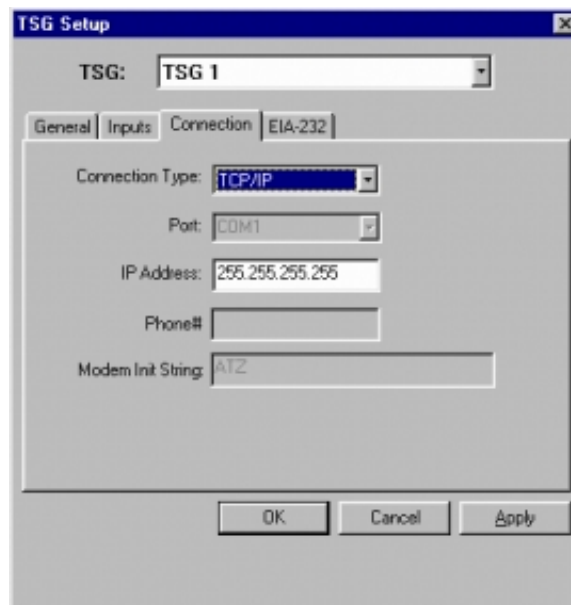 TSG Setup
TSG: TSG 1
General Inputs Connection EIA-232
Connection Type: TCP/IP
Port: COM1
IP Address: 255.255.255.255
Phone#
Modem Init String: ATZ
OK Cancel Apply